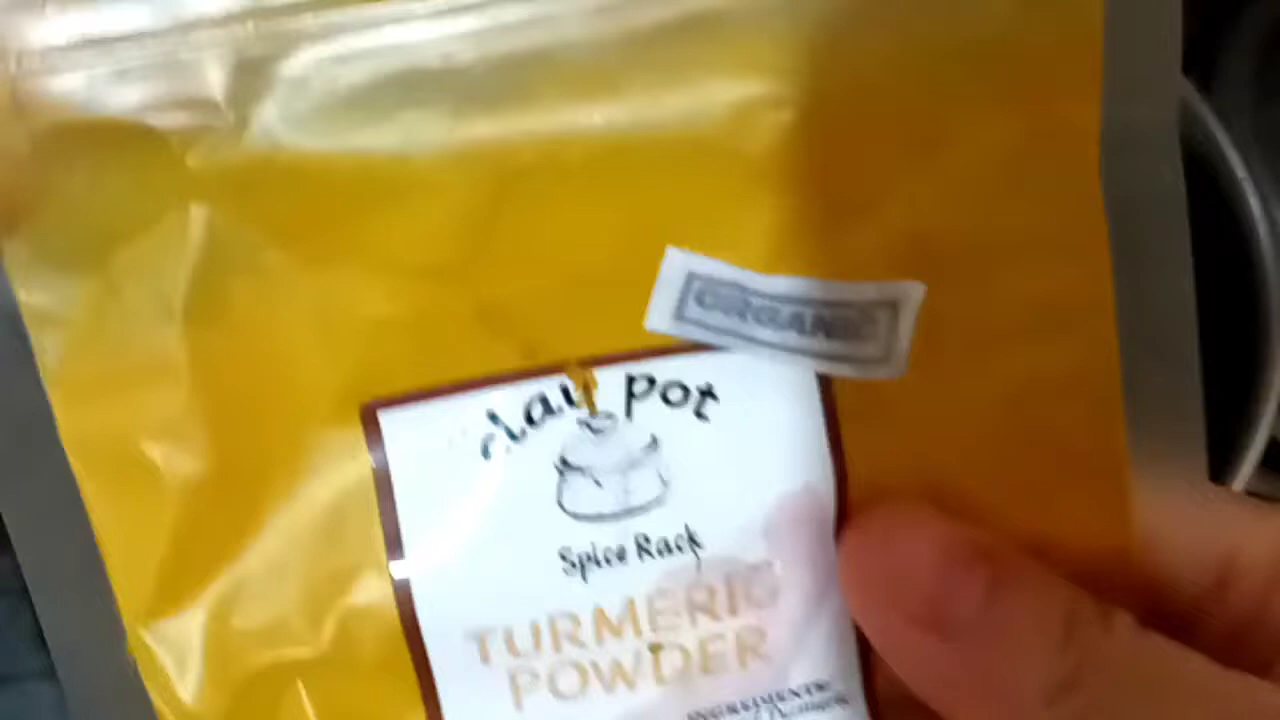 ORGANIC
clay pot
Spice Rack
TURMERIC
POWDER
INGREDIENTS: